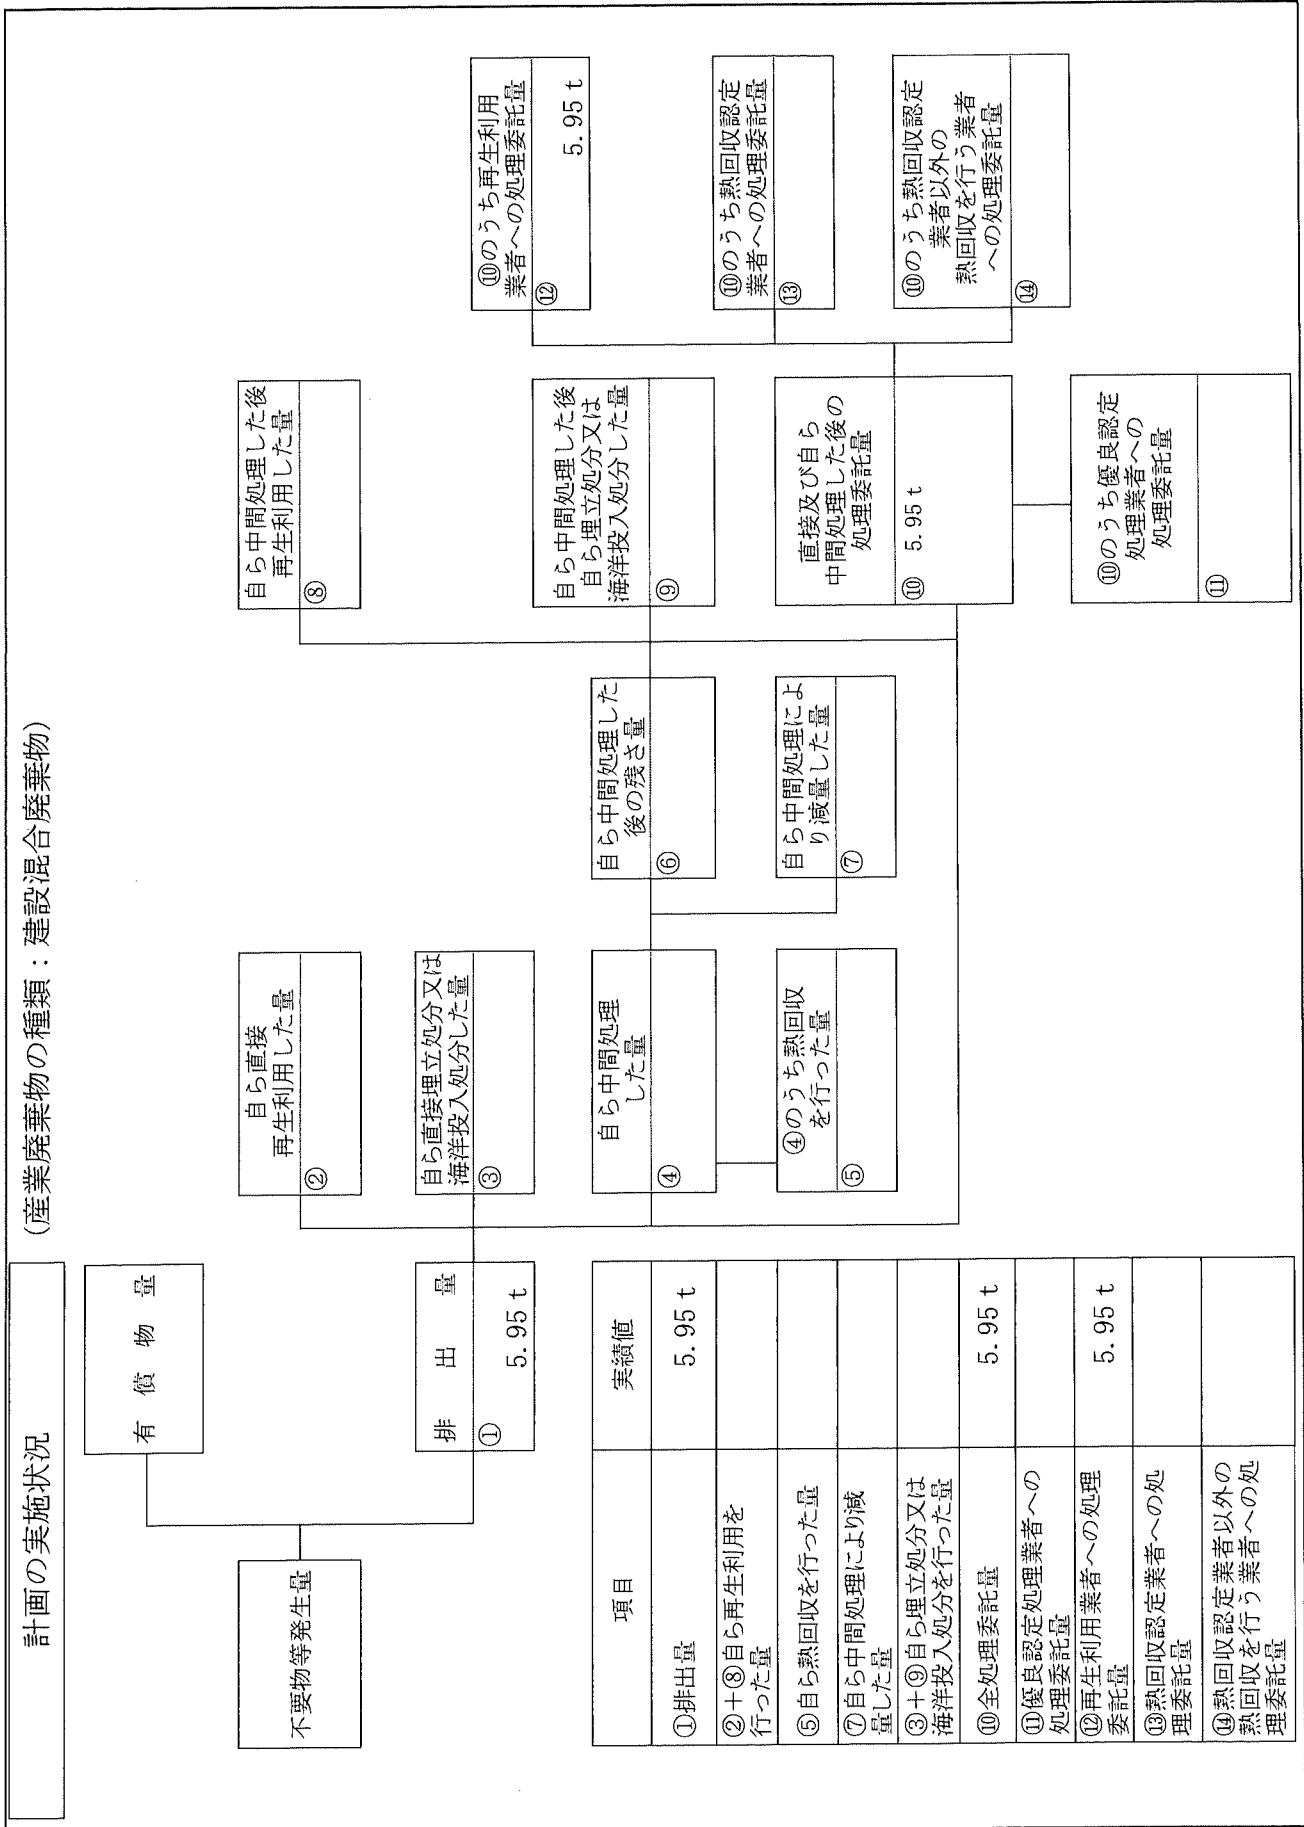 計画の実施状況
(産業廃棄物の種類：建設混合廃棄物)
不要物等発生量
有償物量
排出量
① 5.95 t
自ら直接
再生利用した量
②
自ら直接埋立処分又は
海洋投入処分した量
③
自ら中間処理
した量
④
④のうち熱回収
を行った量
⑤
自ら中間処理した
後の残さ量
⑥
自ら中間処理によ
り減量した量
⑦
自ら中間処理した後
再生利用した量
⑧
自ら中間処理した後
自ら埋立処分又は
海洋投入処分した量
⑨
直接及び自ら
中間処理した後の
処理委託量
⑩ 5.95 t
⑩のうち優良認定
処理業者への
処理委託量
⑪
⑩のうち再生利用
業者への処理委託量
⑫ 5.95 t
⑩のうち熱回収認定
業者への処理委託量
⑬
⑩のうち熱回収認定
業者以外の
熱回収を行う業者
への処理委託量
⑭
項目 実績値
①排出量 5.95 t
②+⑧自ら再生利用を
行った量
⑤自ら熱回収を行った量
⑦自ら中間処理により減
量した量
③+⑨自ら埋立処分又は
海洋投入処分を行った量
⑩全処理委託量 5.95 t
⑪優良認定処理業者への
処理委託量
⑫再生利用業者への処理
委託量 5.95 t
⑬熱回収認定業者への処
理委託量
⑭熱回収認定業者以外の
熱回収を行う業者への処
理委託量